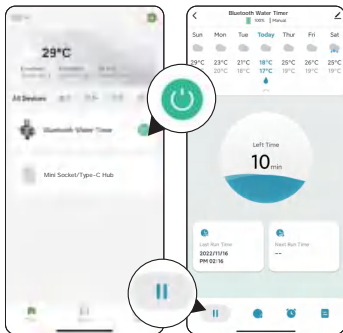 29°C
All Devices
Bluetooth Water Timer
Mini Socket/Type-C Hub
Bluetooth Water Timer
100% | Manual
Sun Mon Tue Today Thur Fri Sat
29°C 23°C 21°C 18°C 25°C 26°C 25°C
20°C 18°C 17°C 19°C 19°C 19°C
Left Time
10 min
Last Run Time
2022/11/16
PM 02/16
Next Run Time
--